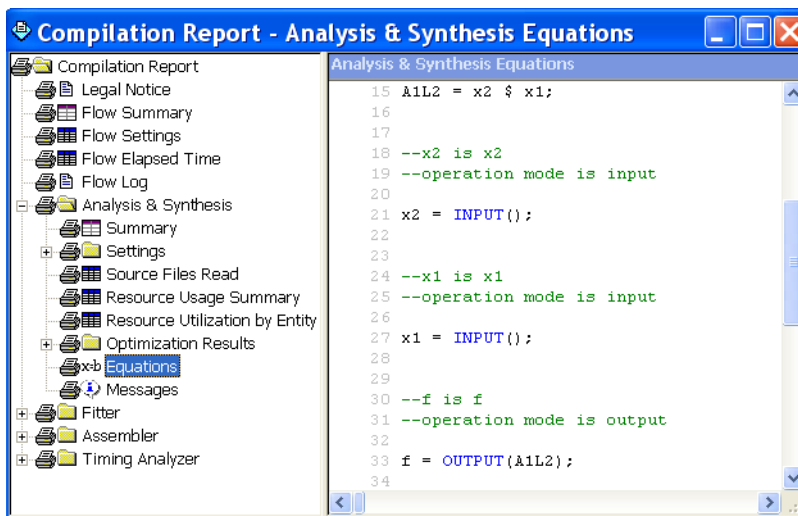 Compilation Report - Analysis & Synthesis Equations
Compilation Report
Legal Notice
Flow Summary
Flow Settings
Flow Elapsed Time
Flow Log
Analysis & Synthesis
Summary
Settings
Source Files Read
Resource Usage Summary
Resource Utilization by Entity
Optimization Results
x=b Equations
Messages
Fitter
Assembler
Timing Analyzer
Analysis & Synthesis Equations
15 A1L2 = x2 $ x1;
16
17
18 --x2 is x2
19 --operation mode is input
20
21 x2 = INPUT();
22
23
24 --x1 is x1
25 --operation mode is input
26
27 x1 = INPUT();
28
29
30 --f is f
31 --operation mode is output
32
33 f = OUTPUT(A1L2);
34